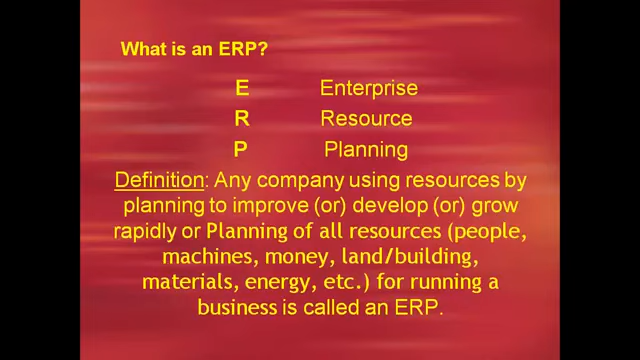 What is an ERP?
E Enterprise
R Resource
P Planning
Definition: Any company using resources by
planning to improve (or) develop (or) grow
rapidly or Planning of all resources (people,
machines, money, land/building,
materials, energy, etc.) for running a
business is called an ERP.